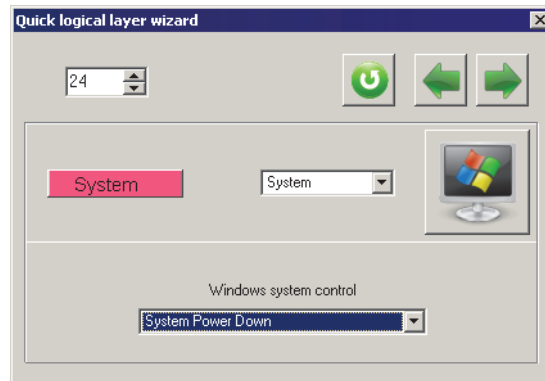 Quick logical layer wizard
24
System
System
Windows system control
System Power Down